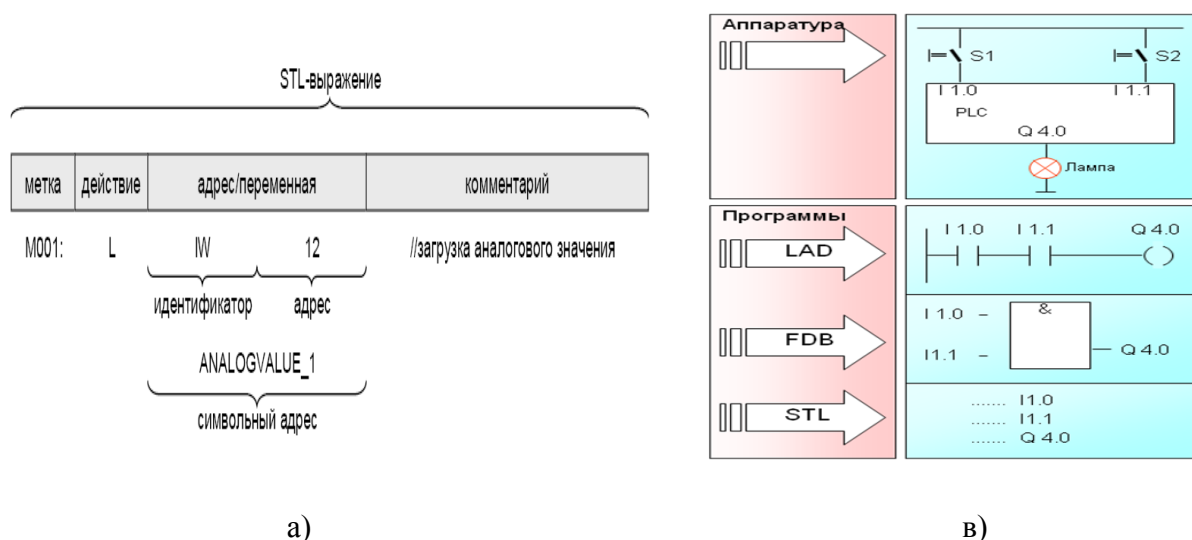 STL-выражение
метка действие адрес/переменная комментарий
M001: L IW 12 //загрузка аналогового значения
идентификатор адрес
ANALOGVALUE_1
символьный адрес
а)
Аппаратура
S1 S2
I 1.0 I 1.1
PLC
Q 4.0
Лампа
Программы
LAD
I 1.0 I 1.1 Q 4.0
FDB
&
I 1.0
I1.1 Q 4.0
STL
....... I1.0
....... I1.1
....... Q 4.0
в)